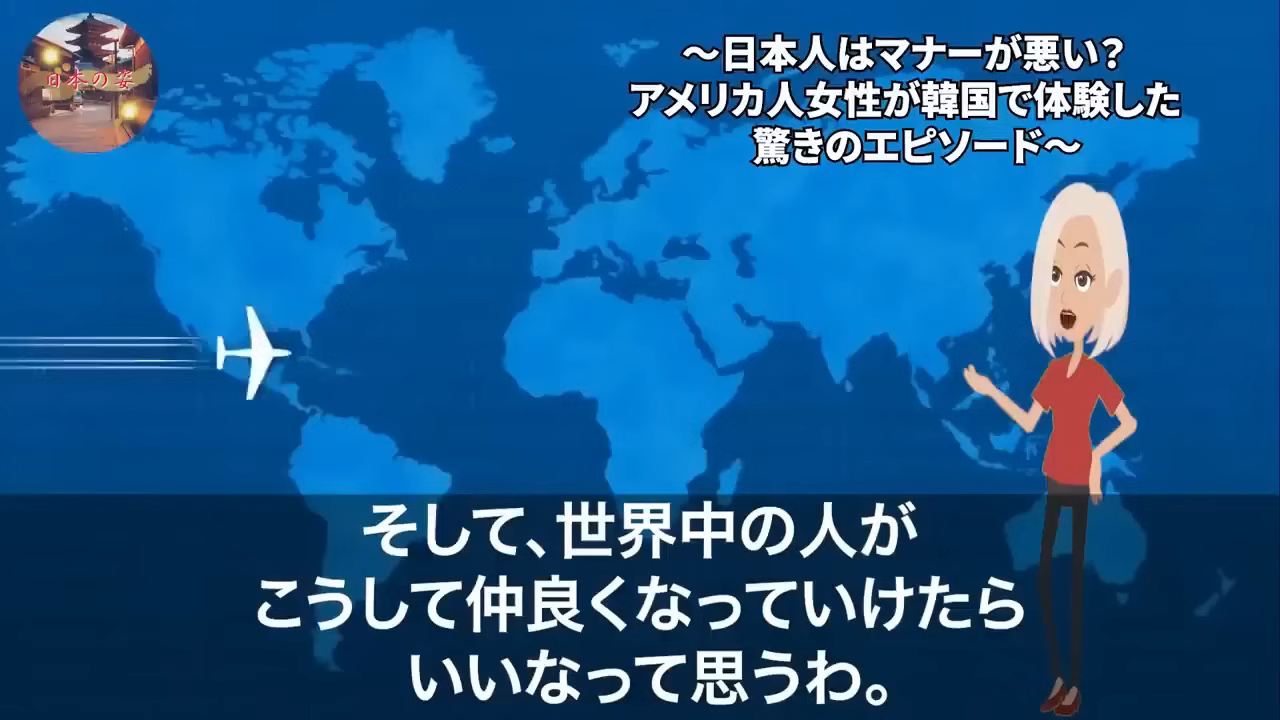 日本の姿
～日本人はマナーが悪い?
アメリカ人女性が韓国で体験した
驚きのエピソード～
そして、世界中の人が
こうして仲良くなっていけたら
いいなって思うわ。